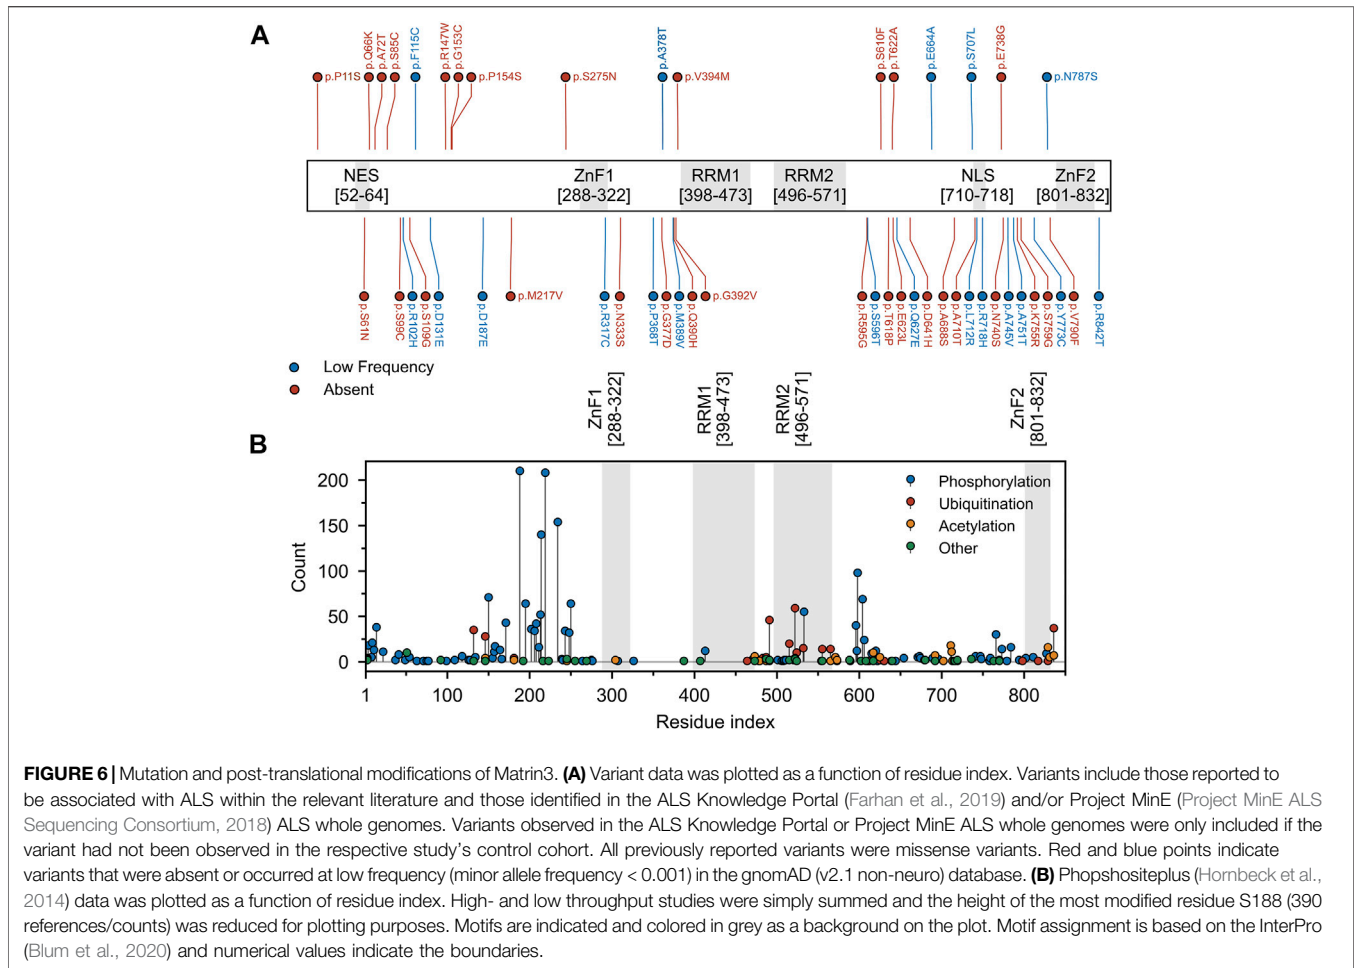 A
p.P11S
p.Q66K
p.A72T
p.S85C
p.F115C
p.R147W
p.G153C
p.P154S
p.S275N
p.A378T
p.V394M
p.S610F
p.T622A
p.E664A
p.S707L
p.E738G
p.N787S
NES
[52-64]
ZnF1
[288-322]
RRM1
[398-473]
RRM2
[496-571]
NLS
[710-718]
ZnF2
[801-832]
p.S61N
p.S99C
p.R102H
p.S109G
p.D131E
p.D187E
p.M217V
p.R317C
p.N333S
p.P368T
p.G377D
p.M389V
p.Q390H
p.G392V
p.R595G
p.S596T
p.T618P
p.E623L
p.Q627E
p.D641H
p.A688S
p.A710T
p.L712R
p.R718H
p.N740S
p.A745V
p.A751T
p.K755R
p.S759G
p.Y773C
p.V790F
p.R842T
Low Frequency
Absent
ZnF1
[288-322]
RRM1
[398-473]
RRM2
[496-571]
ZnF2
[801-832]
B
Count
200
150
100
50
0
Phosphorylation
Ubiquitination
Acetylation
Other
1 100 200 300 400 500 600 700 800
Residue index
FIGURE 6 | Mutation and post-translational modifications of Matrin3. (A) Variant data was plotted as a function of residue index. Variants include those reported to
be associated with ALS within the relevant literature and those identified in the ALS Knowledge Portal (Farhan et al., 2019) and/or Project MinE (Project MinE ALS
Sequencing Consortium, 2018) ALS whole genomes. Variants observed in the ALS Knowledge Portal or Project MinE ALS whole genomes were only included if the
variant had not been observed in the respective study's control cohort. All previously reported variants were missense variants. Red and blue points indicate
variants that were absent or occurred at low frequency (minor allele frequency < 0.001) in the gnomAD (v2.1 non-neuro) database. (B) Phopshositeplus (Hornbeck et al.,
2014) data was plotted as a function of residue index. High- and low throughput studies were simply summed and the height of the most modified residue S188 (390
references/counts) was reduced for plotting purposes. Motifs are indicated and colored in grey as a background on the plot. Motif assignment is based on the InterPro
(Blum et al., 2020) and numerical values indicate the boundaries.